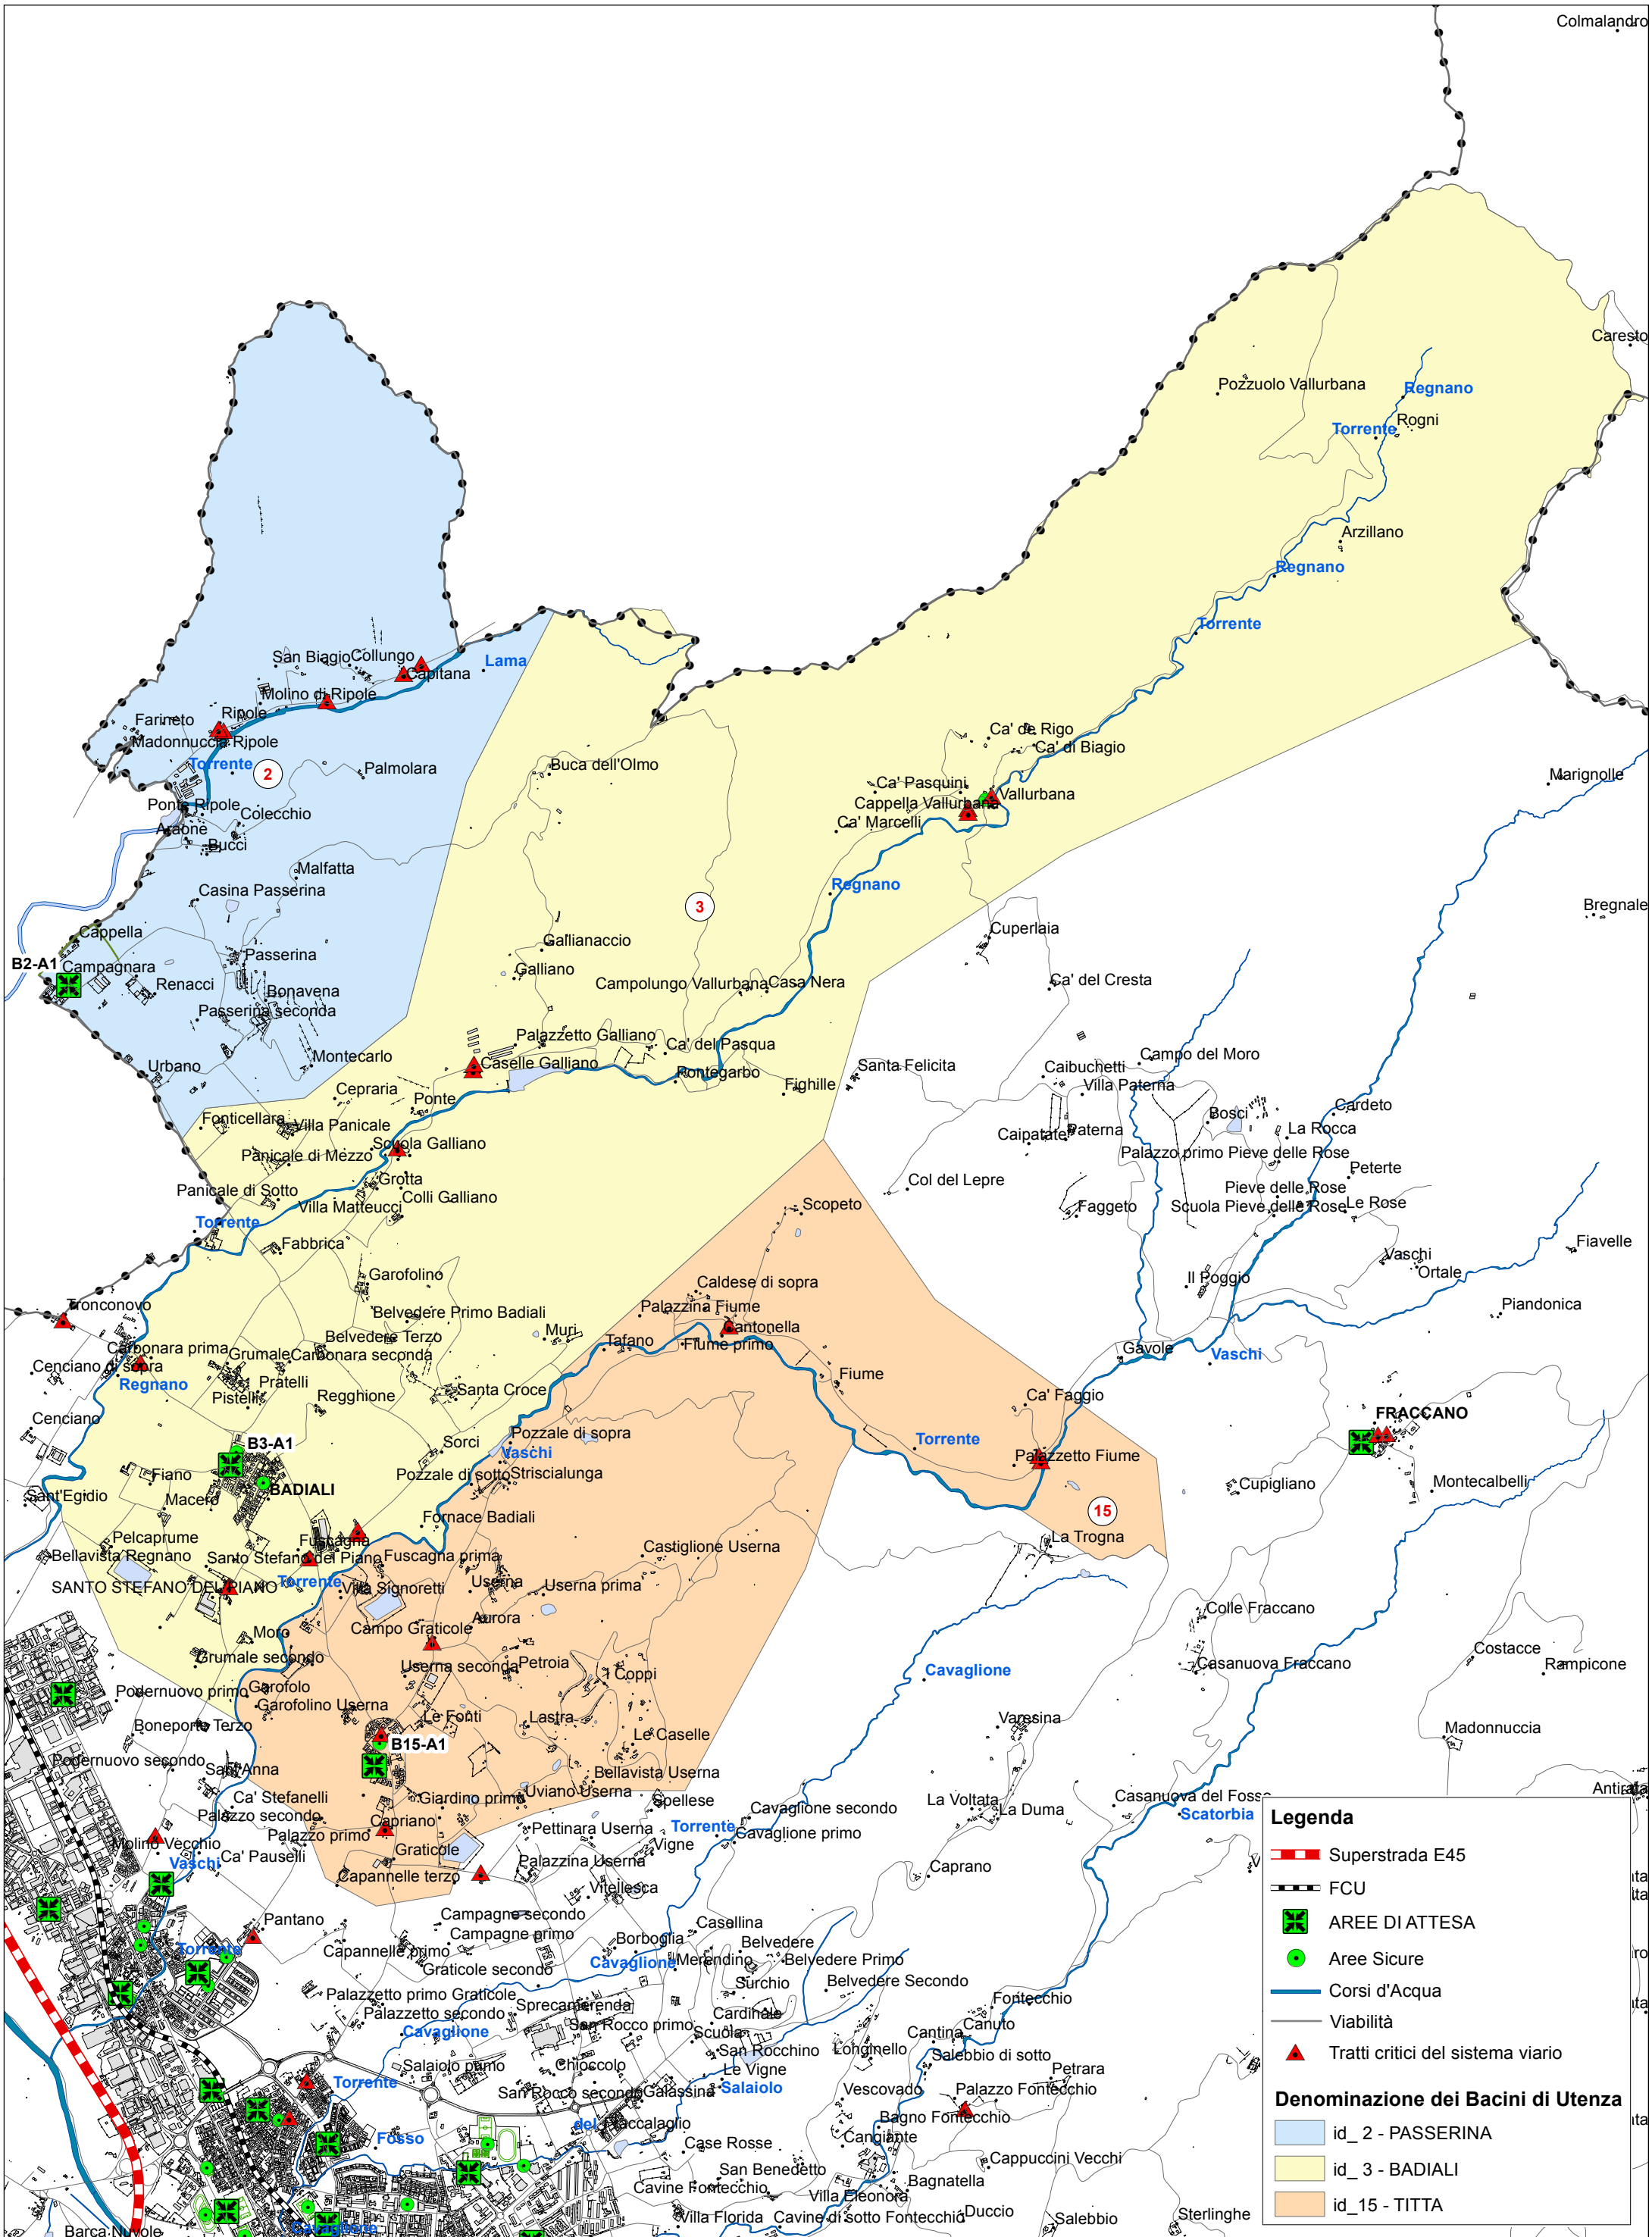 Colmalandro
Caresto
Pozzuolo Vallurbana
Regnano
Rogni
Torrente
Arzillano
Regnano
Torrente
San Biagio
Collungo
Lama
Capitana
Molino di Ripole
Ripole
Farineto
Madonnuccia Ripole
Ca' de Rigo
Ca' di Biagio
Torrente
2
Palmolara
Buca dell'Olmo
Marignolle
Ca' Pasquini
Vallurbana
Cappella Vallurbana
Ponte Ripole
Colecchio
Ca' Marcelli
Araone
Bucci
Malfatta
Casina Passerina
Regnano
3
Bregnale
Cappella
Cuperlaia
Gallianaccio
B2-A1
Campagnara
Passerina
Galliano
Renacci
Bonavena
Campolungo Vallurbana
Casa Nera
Ca' del Cresta
Passerina seconda
Palazzetto Galliano
Ca' del Pasqua
Montecarlo
Campo del Moro
Urbano
Caselle Galliano
Pontegarbo
Santa Felicita
Caibuchetti
Fighille
Villa Paterna
Cepraria
Ponte
Cardeto
Bosci
Fonticellara
Villa Panicale
La Rocca
Caipatate
Paterna
Scuola Galliano
Palazzo primo Pieve delle Rose
Panicale di Mezzo
Peterte
Grotta
Col del Lepre
Pieve delle Rose
Panicale di Sotto
Colli Galliano
Scopeto
Faggeto
Scuola Pieve delle Rose
Le Rose
Villa Matteucci
Torrente
Fabbrica
Vaschi
Fiavelle
Ortale
Garofolino
Caldese di sopra
Il Poggio
Tronconovo
Belvedere Primo Badiali
Palazzina Fiume
Piandonica
Cantonella
Belvedere Terzo
Muri
Tafano
Fiume primo
Carbonara prima
Grumale
Carbonara seconda
Gavole
Vaschi
Cenciano di sopra
Regnano
Pratelli
Fiume
Pistelli
Regghione
Santa Croce
Ca' Faggio
Cenciano
FRACCANO
B3-A1
Sorci
Pozzale di sopra
Vaschi
Torrente
Palazzetto Fiume
Fiano
Pozzale di sotto
Striscialunga
Cupigliano
Montecalbelli
Sant'Egidio
Macero
BADIALI
15
Fornace Badiali
Pelcaprume
Fuscagna
La Trogna
Bellavista Regnano
Santo Stefano del Piano
Fuscagna prima
Castiglione Userna
SANTO STEFANO DEL PIANO
Torrente
Villa Signoretti
Userna
Userna prima
Colle Fraccano
Aurora
Moro
Campo Graticole
Costacce
Grumale secondo
Userna seconda
Petroia
Coppi
Cavaglione
Casanuova Fraccano
Rampicone
Podernuovo primo
Garofolo
Garofolino Userna
Le Fonti
Lastra
Varesina
Boneporte Terzo
B15-A1
Le Caselle
Madonnuccia
Podernuovo secondo
Sant'Anna
Bellavista Userna
Ca' Stefanelli
Giardino primo
Uviano Userna
Spellese
La Voltata
La Duma
Casanuova del Fosso
Scatorbia
Palazzo secondo
Capriano
Pettinara Userna
Torrente
Cavaglione secondo
Cavaglione primo
Molino Vecchio
Palazzo primo
Graticole
Vigne
Vaschi
Ca' Pauselli
Capannelle terzo
Palazzina Userna
Vitellesca
Caprano
Pantano
Campagne secondo
Casellina
Torrente
Capannelle primo
Campagne primo
Borboglia
Belvedere
Cavaglione
Merendino
Belvedere Primo
Graticole secondo
Surchio
Belvedere Secondo
Palazzetto primo Graticole
Sprecamerenda
Palazzetto secondo
Cardinale
Fontecchio
Cavaglione
San Rocco primo
Scuola
Cantina
Canuto
Salaiolo primo
Chioccolo
San Rocchino
Longinello
Salebbio di sotto
Le Vigne
Petrara
Torrente
San Rocco secondo
Galassina
Salaiolo
Vescovado
Palazzo Fontecchio
del
Maccalaglio
Bagno Fontecchio
Fosso
Case Rosse
Cangiante
San Benedetto
Cappuccini Vecchi
Cavine Fontecchio
Villa Eleonora
Bagnatella
Villa Florida
Cavine di sotto Fontecchio
Duccio
Salebbio
Sterlinghe
Barca Nuvole
Cavaglione
Legenda
Superstrada E45
FCU
AREE DI ATTESA
Aree Sicure
Corsi d'Acqua
Viabilità
Tratti critici del sistema viario
Denominazione dei Bacini di Utenza
id_ 2 - PASSERINA
id_ 3 - BADIALI
id_15 - TITTA